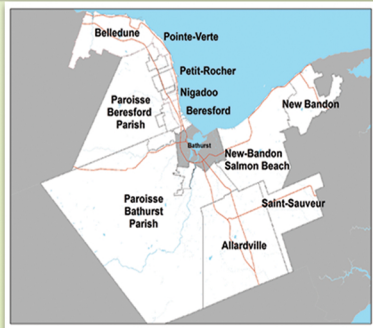 Belledune
Pointe-Verte
Petit-Rocher
Nigadoo
Beresford
Paroisse
Beresford
Parish
New Bandon
Bathurst
New-Bandon
Salmon Beach
Paroisse
Bathurst
Parish
Saint-Sauveur
Allardville